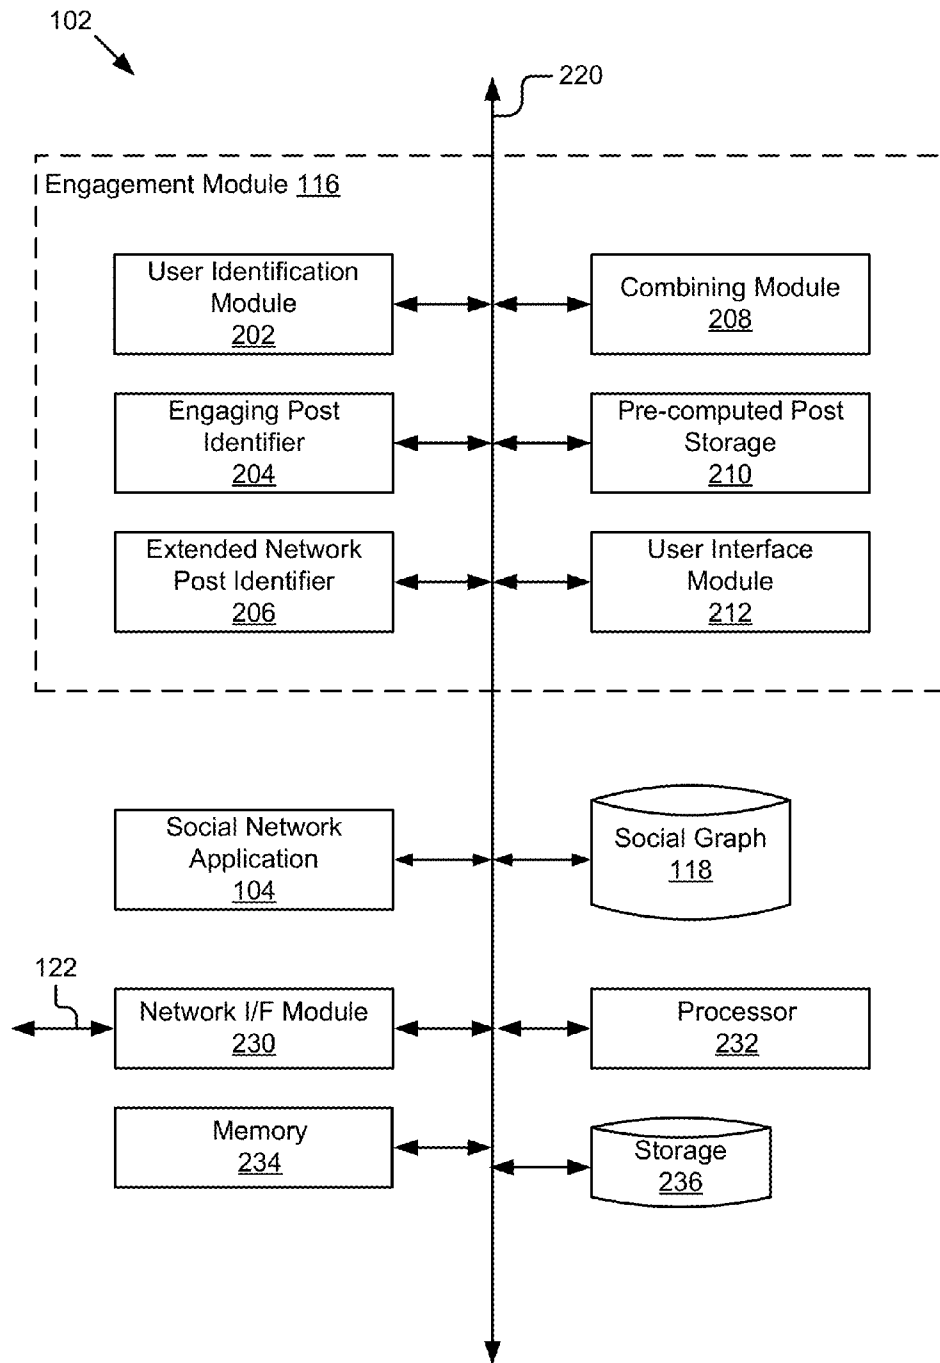 102
220
Engagement Module 116
User Identification
Module
202
Combining Module
208
Engaging Post
Identifier
204
Pre-computed Post
Storage
210
Extended Network
Post Identifier
206
User Interface
Module
212
Social Network
Application
104
Social Graph
118
122
Network I/F Module
230
Processor
232
Memory
234
Storage
236